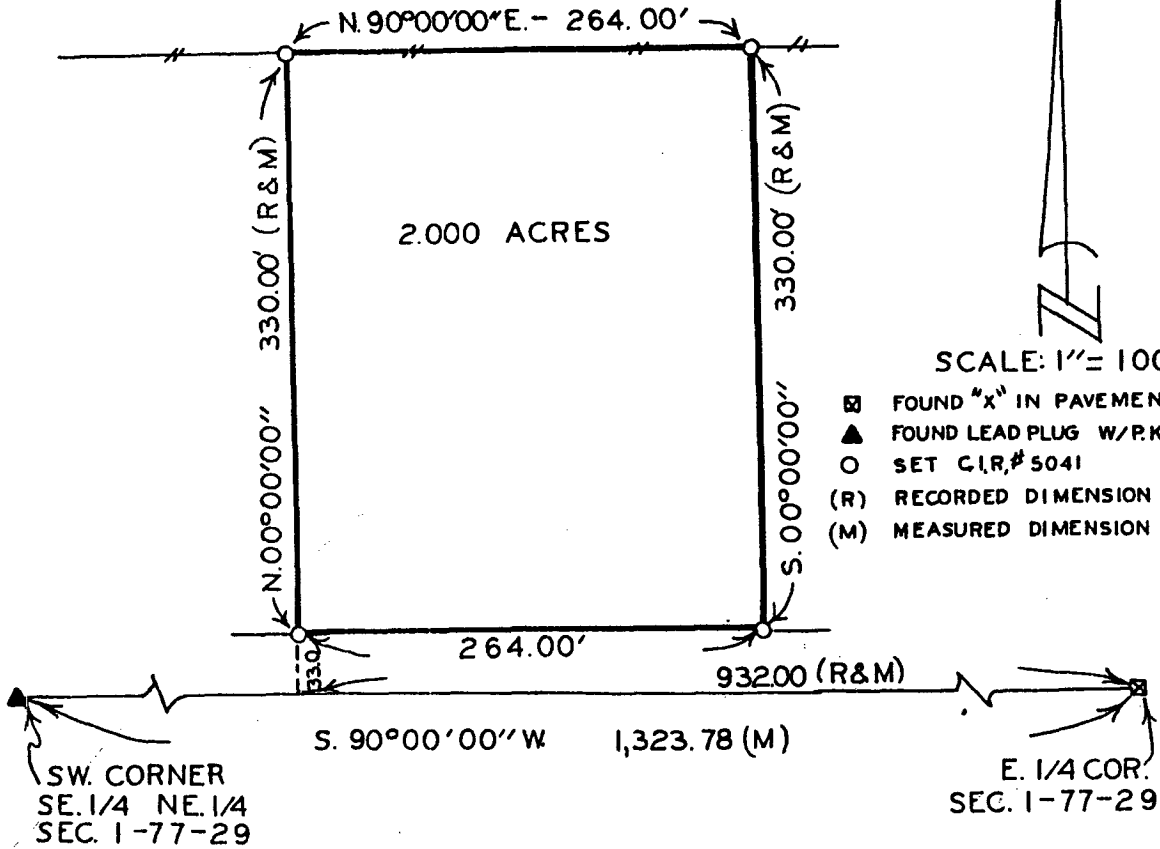 N. 90°00'00"E. - 264.00'
330.00' (R&M)
N.00°00'00"
2.000 ACRES
330.00' (R&M)
S. 00°00'00"
SCALE: 1"= 100
FOUND "X" IN PAVEMEN
FOUND LEAD PLUG W/P.K
SET C.I.R.#5041
(R) RECORDED DIMENSION
(M) MEASURED DIMENSION
264.00'
33.0
932.00 (R&M)
S. 90°00'00" W. 1,323.78 (M)
SW. CORNER
SE. 1/4 NE. 1/4
SEC. 1-77-29
E. 1/4 COR.
SEC. 1-77-29